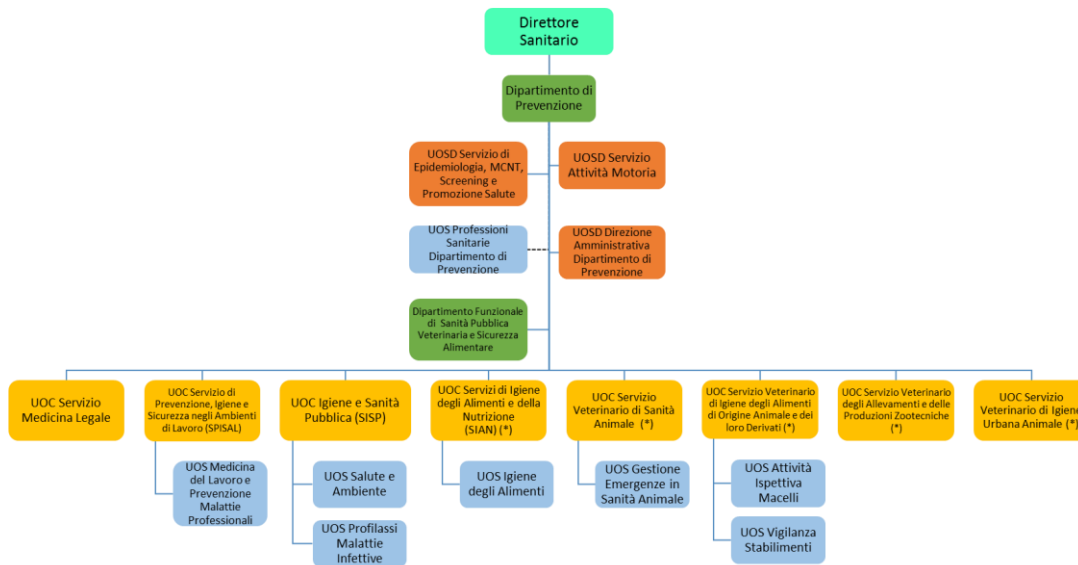 Direttore
Sanitario
Dipartimento di
Prevenzione
UOSD Servizio di
Epidemiologia, MCNT,
Screening e
Promozione Salute
UOSD Servizio
Attività Motoria
UOS Professioni
Sanitarie
Dipartimento di
Prevenzione
UOSD Direzione
Amministrativa
Dipartimento di
Prevenzione
Dipartimento Funzionale
di Sanità Pubblica
Veterinaria e Sicurezza
Alimentare
UOC Servizio
Medicina Legale
UOC Servizio di
Prevenzione, Igiene e
Sicurezza negli Ambienti
di Lavoro (SPISAL)
UOC Igiene e Sanità
Pubblica (SISP)
UOC Servizi di Igiene
degli Alimenti e della
Nutrizione
(SIAN) (*)
UOC Servizio
Veterinario di Sanità
Animale (*)
UOC Servizio Veterinario
di Igiene degli Alimenti
di Origine Animale e dei
loro Derivati (*)
UOC Servizio Veterinario
degli Allevamenti e delle
Produzioni Zootecniche
(*)
UOC Servizio
Veterinario di Igiene
Urbana Animale (*)
UOS Medicina
del Lavoro e
Prevenzione
Malattie
Professionali
UOS Salute e
Ambiente
UOS Igiene
degli Alimenti
UOS Gestione
Emergenze in
Sanità Animale
UOS Attività
Ispettiva
Macelli
UOS Profilassi
Malattie
Infettive
UOS Vigilanza
Stabilimenti